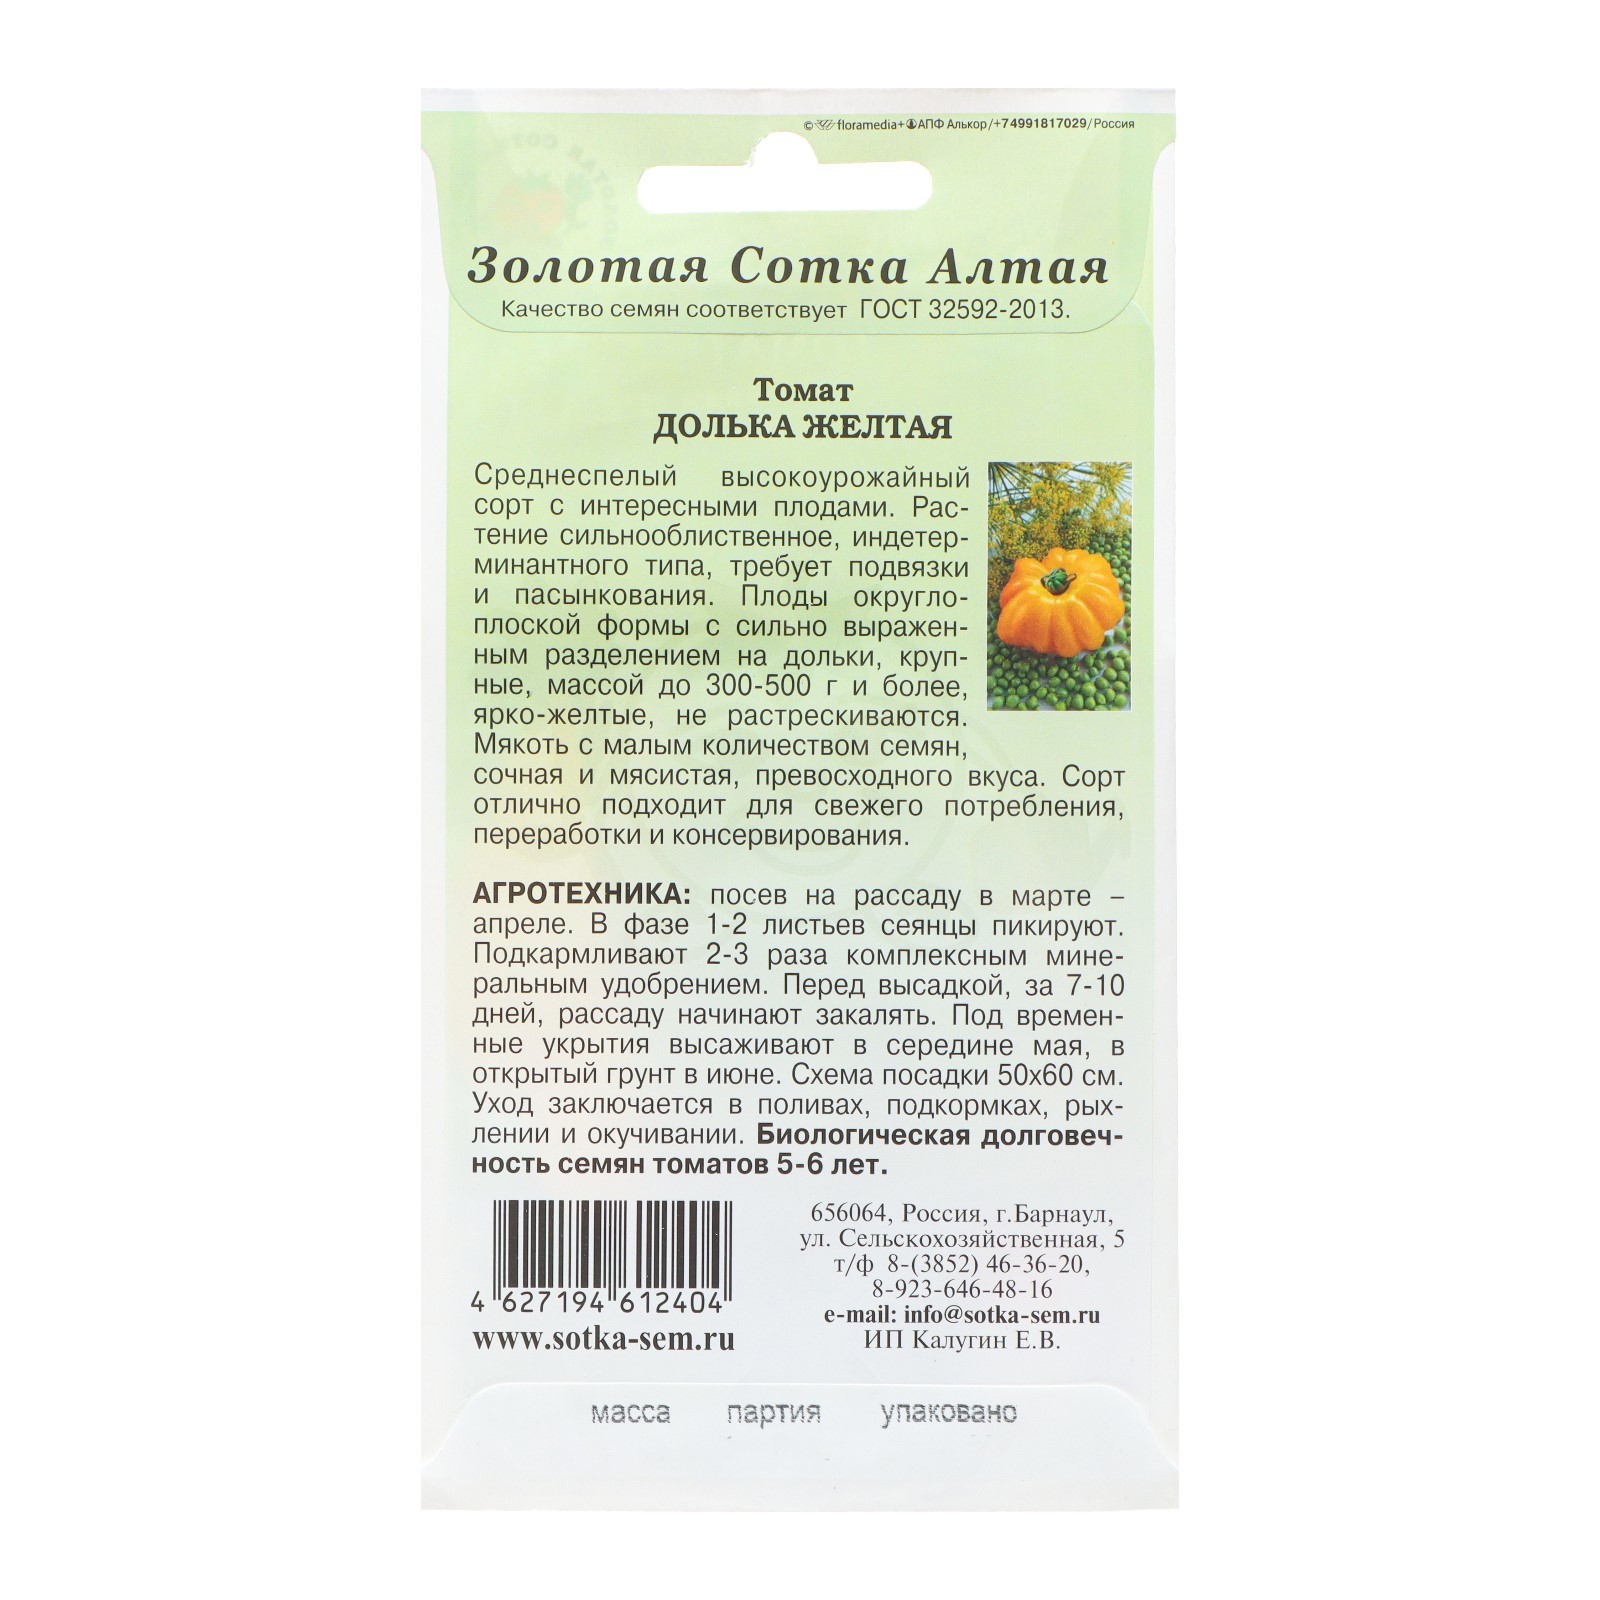 © floramedia+ АПФ Алькор/+74991817029/Россия
Золотая Сотка Алтая
Качество семян соответствует ГОСТ 32592-2013.
Томат
ДОЛЬКА ЖЕЛТАЯ
Среднеспелый высокоурожайный
сорт с интересными плодами. Рас-
тение сильнооблиственное, индетер-
минантного типа, требует подвязки
и пасынкования. Плоды округло-
плоской формы с сильно выражен-
ным разделением на дольки, круп-
ные, массой до 300-500 г и более,
ярко-желтые, не растрескиваются.
Мякоть с малым количеством семян,
сочная и мясистая, превосходного вкуса. Сорт
отлично подходит для свежего потребления,
переработки и консервирования.
АГРОТЕХНИКА: посев на рассаду в марте –
апреле. В фазе 1-2 листьев сеянцы пикируют.
Подкармливают 2-3 раза комплексным мине-
ральным удобрением. Перед высадкой, за 7-10
дней, рассаду начинают закалять. Под времен-
ные укрытия высаживают в середине мая, в
открытый грунт в июне. Схема посадки 50х60 см.
Уход заключается в поливах, подкормках, рых-
лении и окучивании. Биологическая долговеч-
ность семян томатов 5-6 лет.
4 627194 612404
www.sotka-sem.ru
656064, Россия, г.Барнаул,
ул. Сельскохозяйственная, 5
т/ф 8-(3852) 46-36-20,
8-923-646-48-16
e-mail: info@sotka-sem.ru
ИП Калугин Е.В.
масса партия упаковано